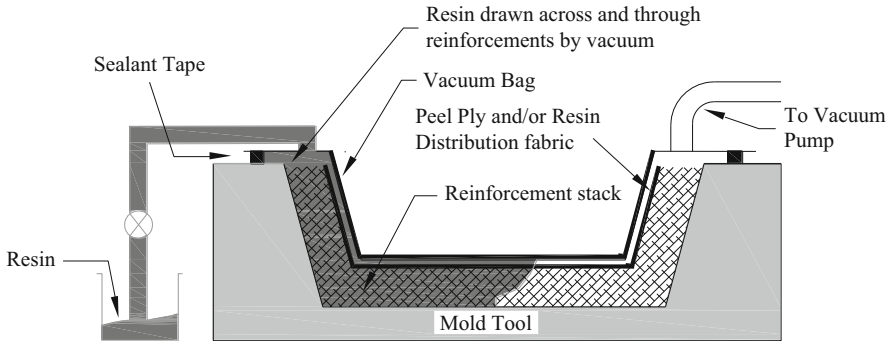 Resin drawn across and through
reinforcements by vacuum
Sealant Tape
Vacuum Bag
Peel Ply and/or Resin
Distribution fabric
To Vacuum
Pump
Reinforcement stack
Resin
Mold Tool